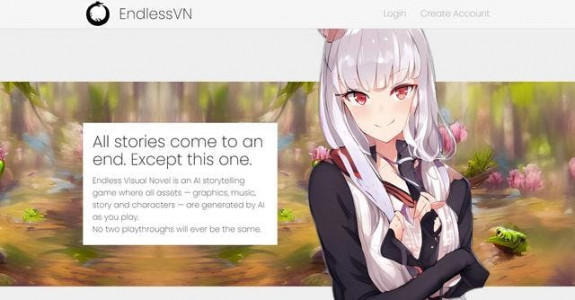 EndlessVN
Login
Create Account
All stories come to an
end. Except this one.
Endless Visual Novel is an AI storytelling
game where all assets — graphics, music,
story and characters — are generated by AI
as you play.
No two playthroughs will ever be the same.